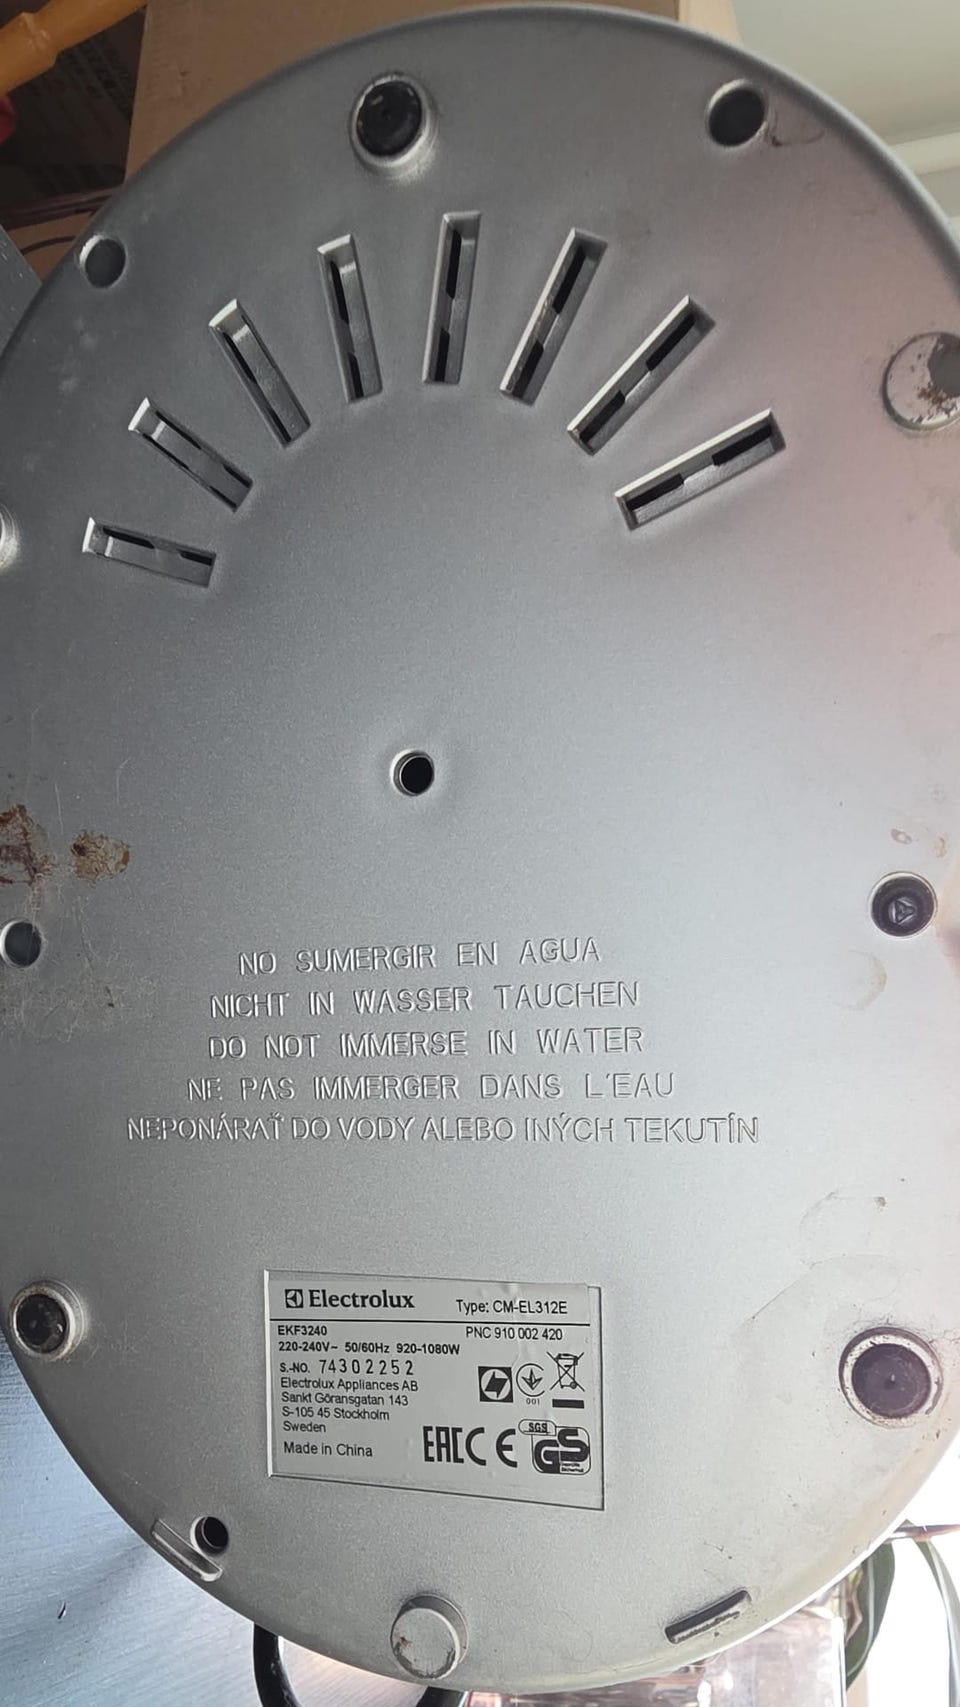 NO SUMERGIR EN AGUA
NICHT IN WASSER TAUCHEN
DO NOT IMMERSE IN WATER
NE PAS IMMERGER DANS L'EAU
NEPONÁRAŤ DO VODY ALEBO INÝCH TEKUTÍN
Electrolux Type: CM-EL312E
EKF3240 PNC 910 002 420
220-240V~ 50/60Hz 920-1080W
S.-NO. 74302252
Electrolux Appliances AB
Sankt Göransgatan 143
S-105 45 Stockholm
Sweden
Made in China
001
EAC CE SGS GS